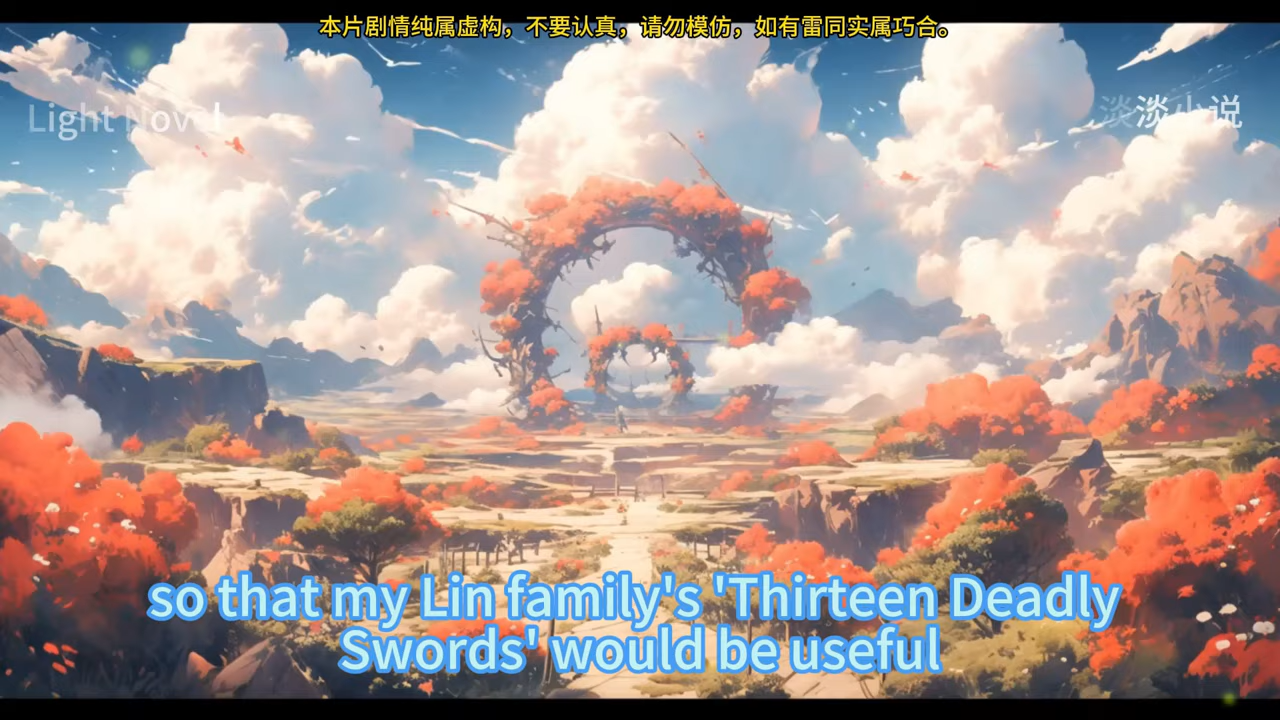 本片剧情纯属虚构，不要认真，请勿模仿，如有雷同实属巧合。
Light Novel
淡淡小说
so that my Lin family's 'Thirteen Deadly
Swords' would be useful